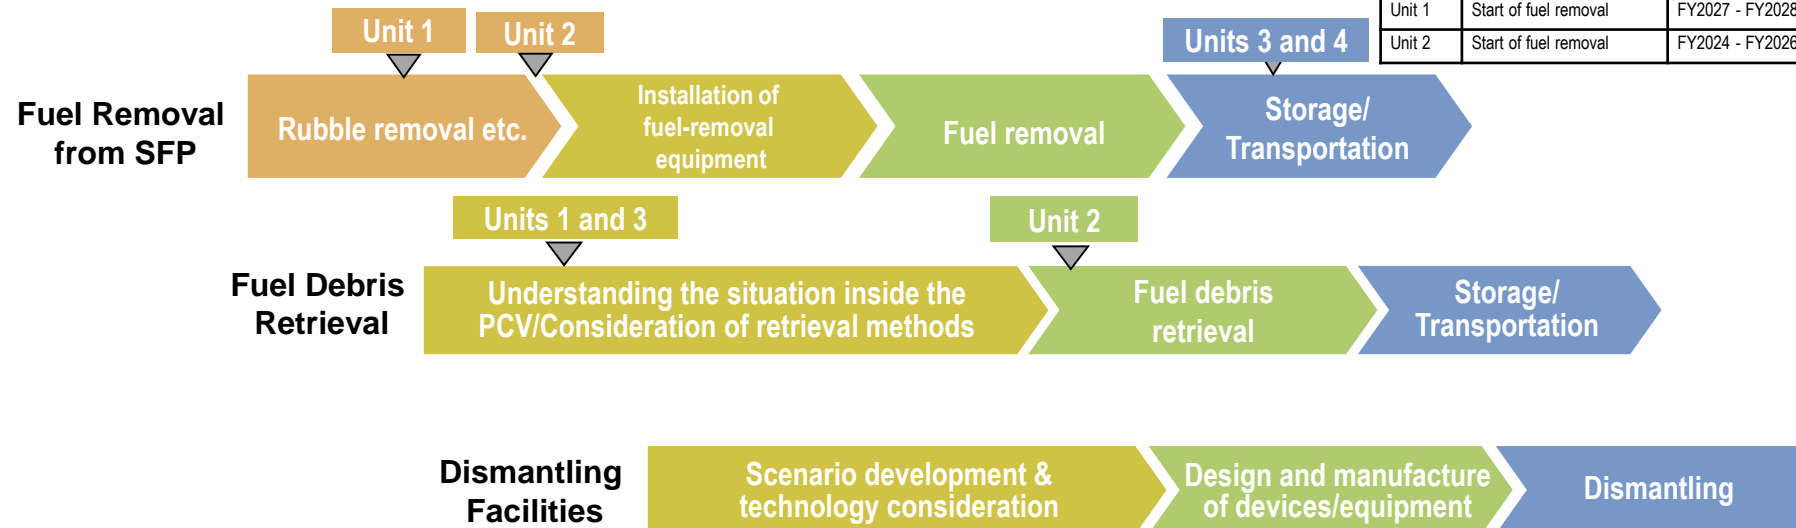 Unit 1
Unit 2
Units 3 and 4
Unit 1 Start of fuel removal FY2027 - FY2028
Unit 2 Start of fuel removal FY2024 - FY2026
Fuel Removal
from SFP
Rubble removal etc.
Installation of
fuel-removal
equipment
Fuel removal
Storage/
Transportation
Units 1 and 3
Unit 2
Fuel Debris
Retrieval
Understanding the situation inside the
PCV/Consideration of retrieval methods
Fuel debris
retrieval
Storage/
Transportation
Dismantling
Facilities
Scenario development &
technology consideration
Design and manufacture
of devices/equipment
Dismantling